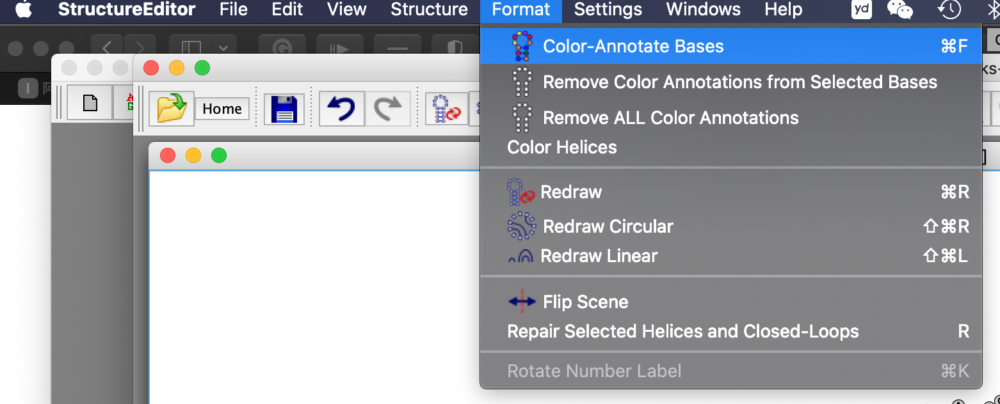 StructureEditor File Edit View Structure Format Settings Windows Help yd
Color-Annotate Bases ⌘F
Remove Color Annotations from Selected Bases
Remove ALL Color Annotations
Color Helices
Redraw ⌘R
Redraw Circular ⇧⌘R
Redraw Linear ⇧⌘L
Flip Scene
Repair Selected Helices and Closed-Loops R
Rotate Number Label ⌘K
Home